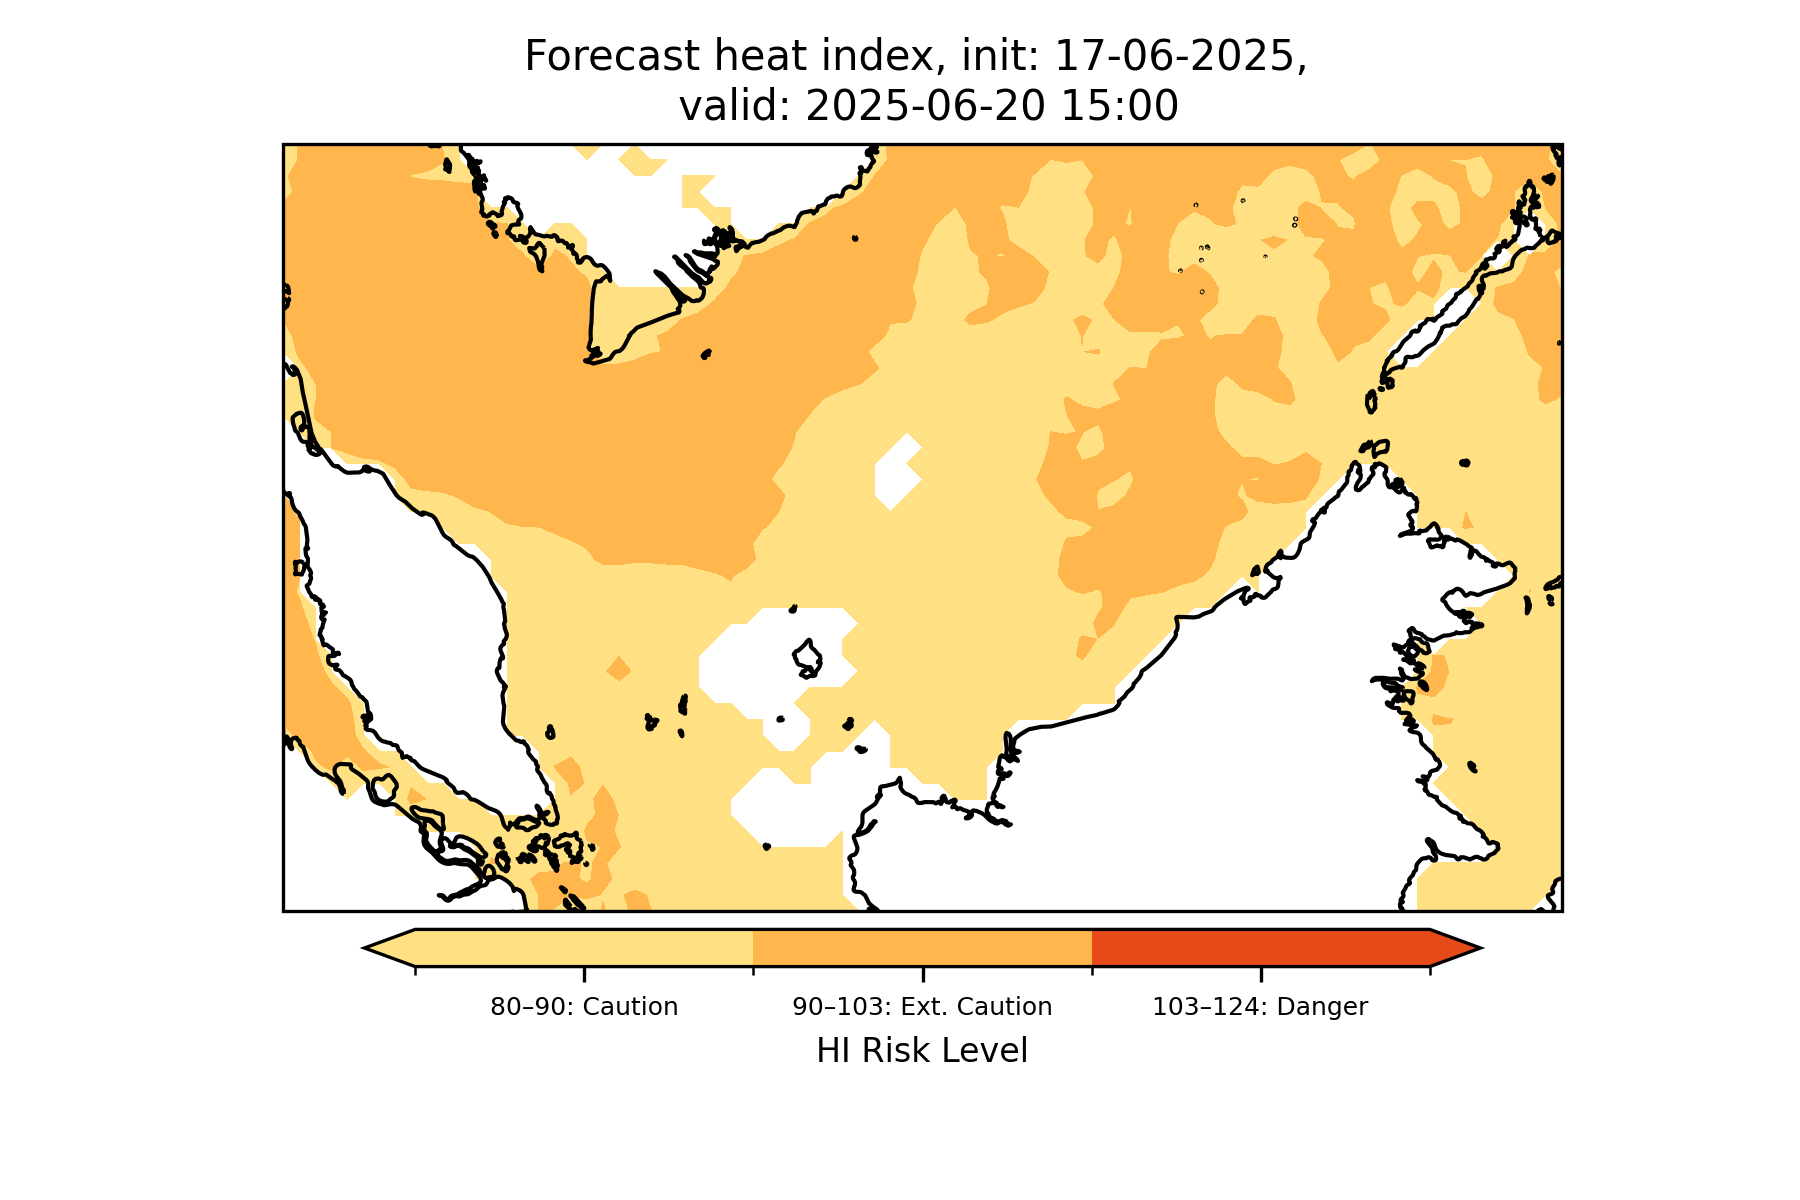 Forecast heat index, init: 17-06-2025,
valid: 2025-06-20 15:00
80–90: Caution
90–103: Ext. Caution
103–124: Danger
HI Risk Level